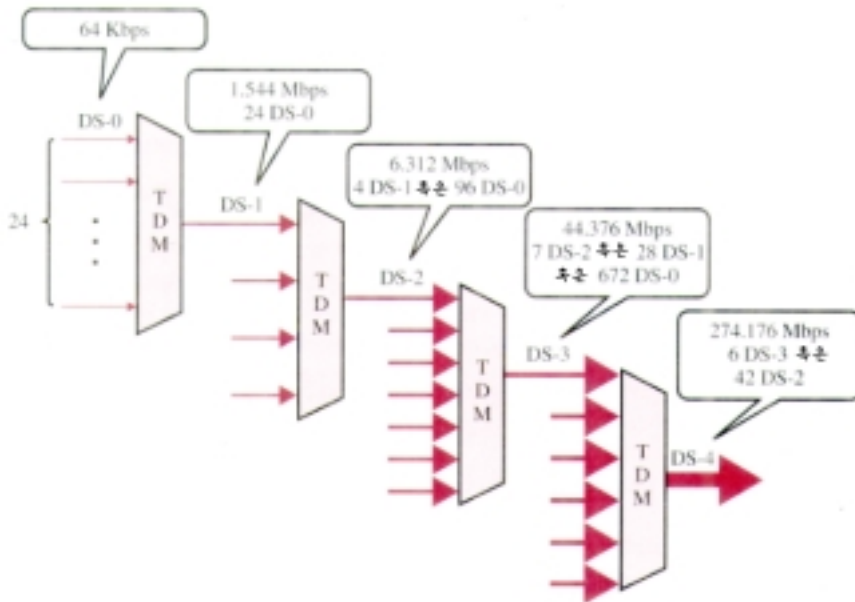 64 Kbps
DS-0
24
T
D
M
1.544 Mbps
24 DS-0
DS-1
T
D
M
6.312 Mbps
4 DS-1 혹은 96 DS-0
DS-2
T
D
M
44.376 Mbps
7 DS-2 혹은 28 DS-1
혹은 672 DS-0
DS-3
T
D
M
274.176 Mbps
6 DS-3 혹은
42 DS-2
DS-4